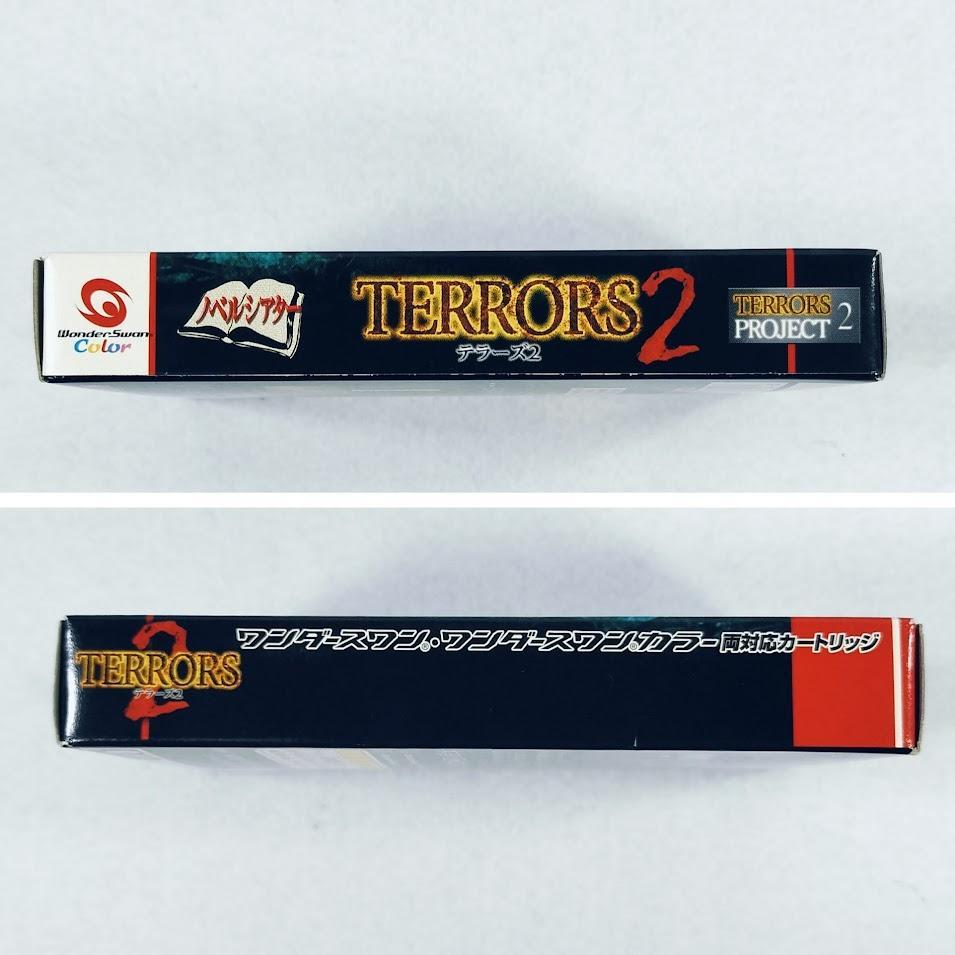 WonderSwan
Color
ノベルシアター
TERRORS 2
テラーズ2
TERRORS
PROJECT 2
ワンダースワン・ワンダースワンカラー両対応カートリッジ
TERRORS 2
テラーズ2